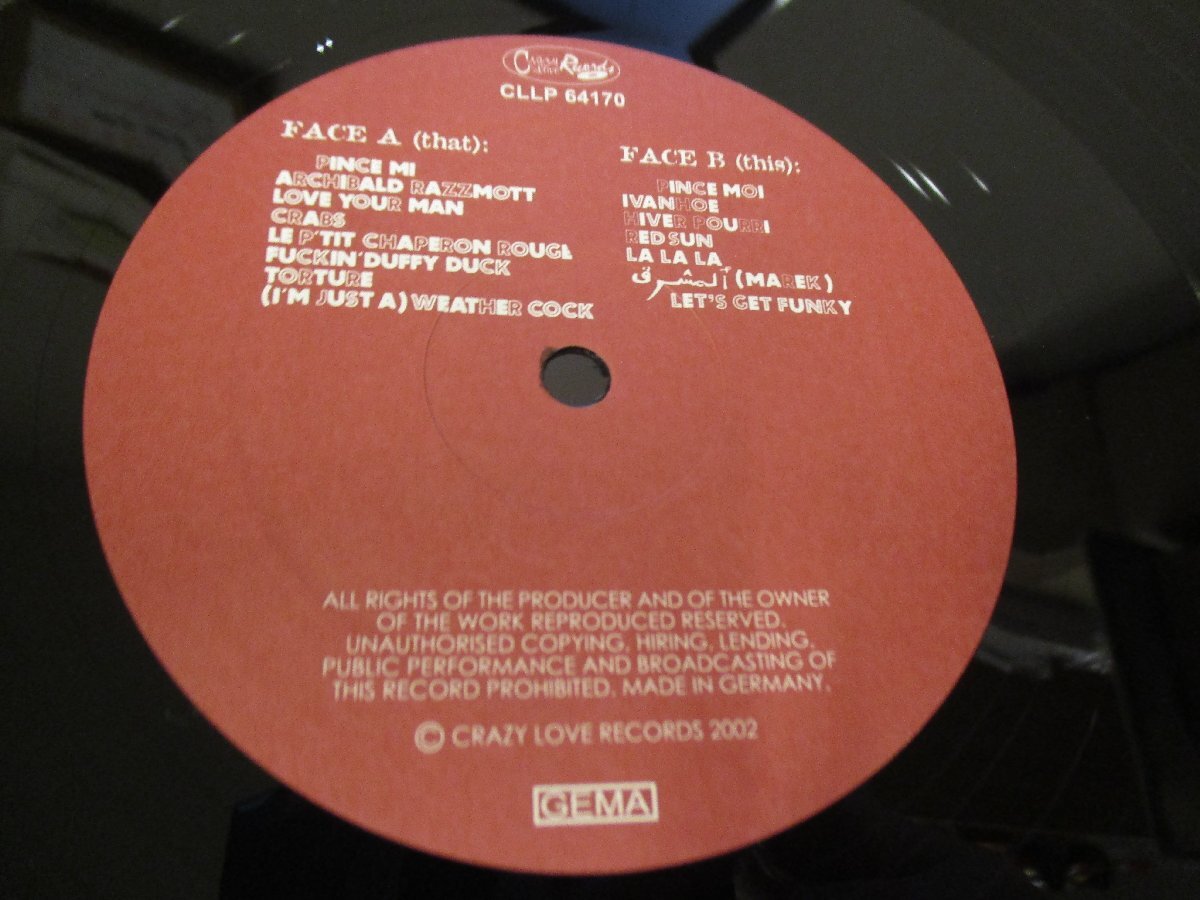 Crazy Love Records
CLLP 64170
FACE A (that):
PINCE MI
ARCHIBALD RAZZMOTT
LOVE YOUR MAN
CRABS
LE P'TIT CHAPERON ROUGE
FUCKIN'DUFFY DUCK
TORTURE
(I'M JUST A) WEATHER COCK
FACE B (this):
PINCE MOI
IVANHOE
HIVER POURRI
RED SUN
LA LA LA
المشرق (MAREK)
LET'S GET FUNKY
ALL RIGHTS OF THE PRODUCER AND OF THE OWNER
OF THE WORK REPRODUCED RESERVED.
UNAUTHORISED COPYING, HIRING, LENDING,
PUBLIC PERFORMANCE AND BROADCASTING OF
THIS RECORD PROHIBITED. MADE IN GERMANY.
© CRAZY LOVE RECORDS 2002
GEMA